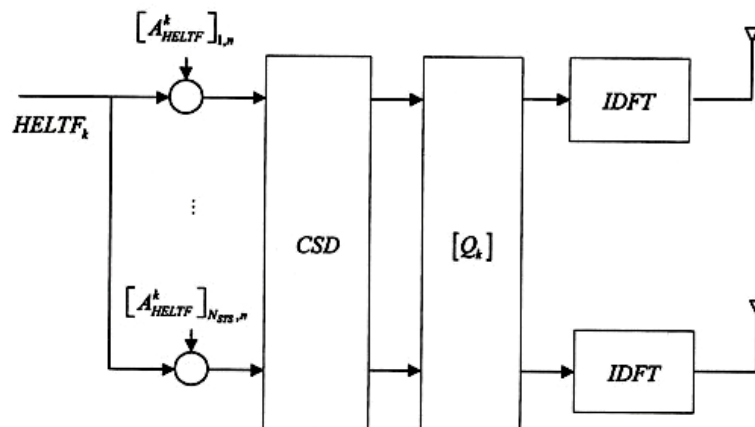 [A^k_HELTF]_1,n
HELTF_k
IDFT
⋮
CSD
[Q_k]
[A^k_HELTF]_N_STS,n
IDFT